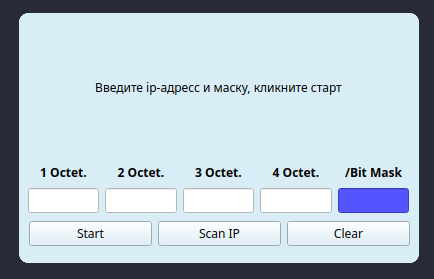 Введите ip-адресс и маску, кликните старт
1 Octet. 2 Octet. 3 Octet. 4 Octet. /Bit Mask
Start Scan IP Clear